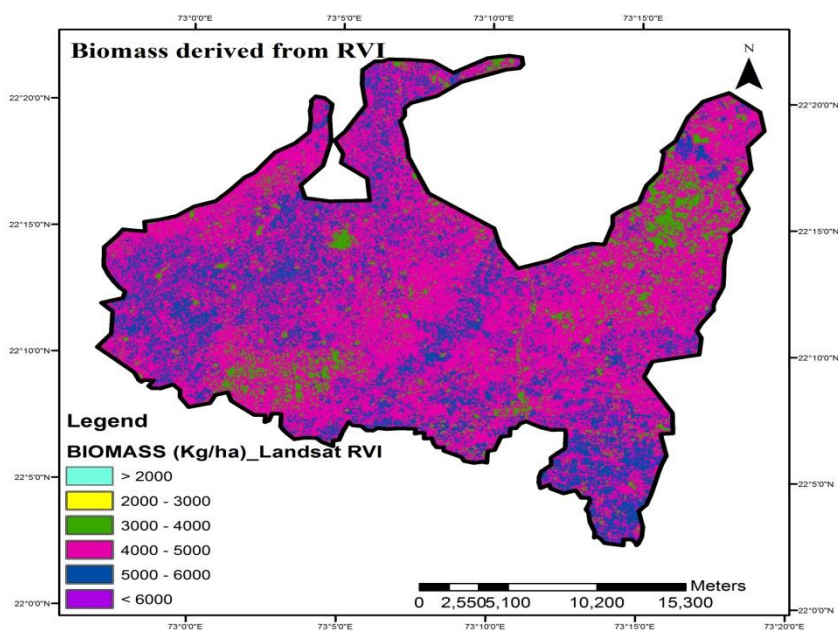 73°0'0"E 73°5'0"E 73°10'0"E 73°15'0"E
Biomass derived from RVI
N
22°20'0"N 22°20'0"N
22°15'0"N 22°15'0"N
22°10'0"N 22°10'0"N
Legend
BIOMASS (Kg/ha)_Landsat RVI
22°5'0"N 22°5'0"N
> 2000
2000 - 3000
3000 - 4000
4000 - 5000
5000 - 6000
< 6000
Meters
0 2,550 5,100 10,200 15,300
22°0'0"N 22°0'0"N
73°0'0"E 73°5'0"E 73°10'0"E 73°15'0"E 73°20'0"E